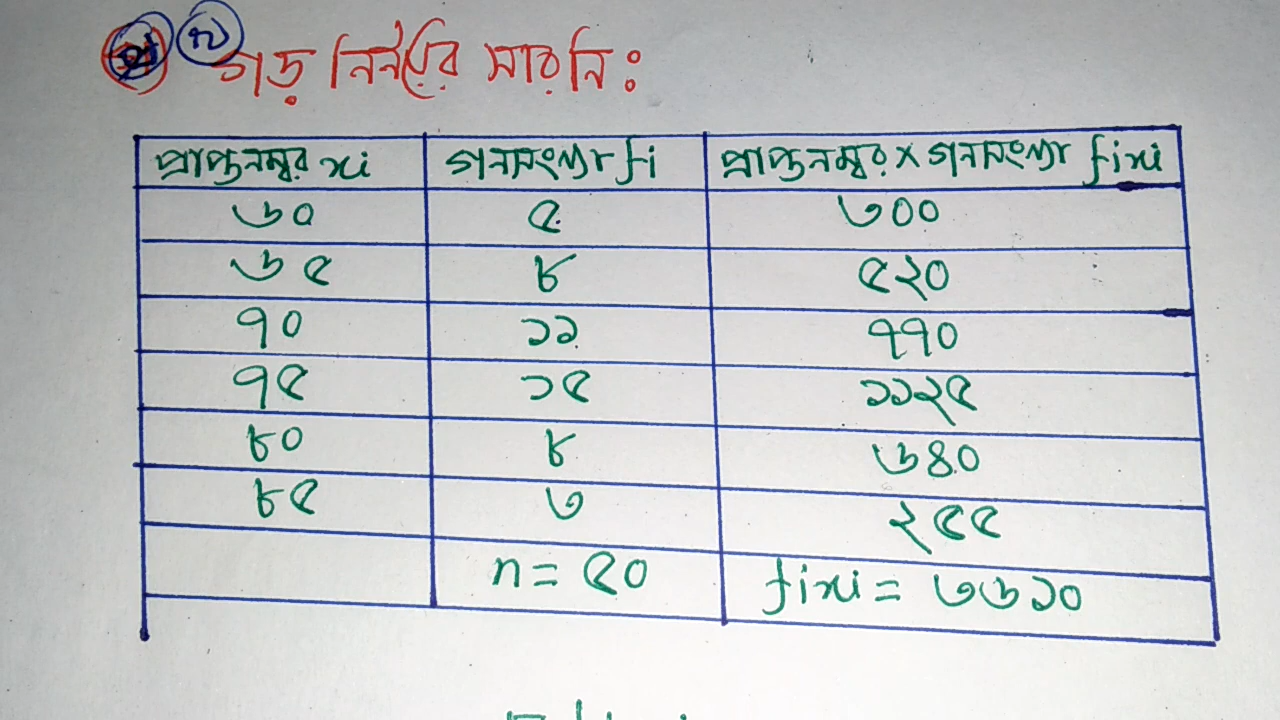 গ গড় নির্ণয়ের সারনি :
প্রাপ্তনম্বর xi গনসংখ্যা fi প্রাপ্তনম্বর x গনসংখ্যা fixi
৬০ ৫ ৩০০
৬৫ ৮ ৫২০
৭০ ১১ ৭৭০
৭৫ ১৫ ১১২৫
৮০ ৮ ৬৪০
৮৫ ৩ ২৫৫
n = ৫০ fixi = ৩৬১০